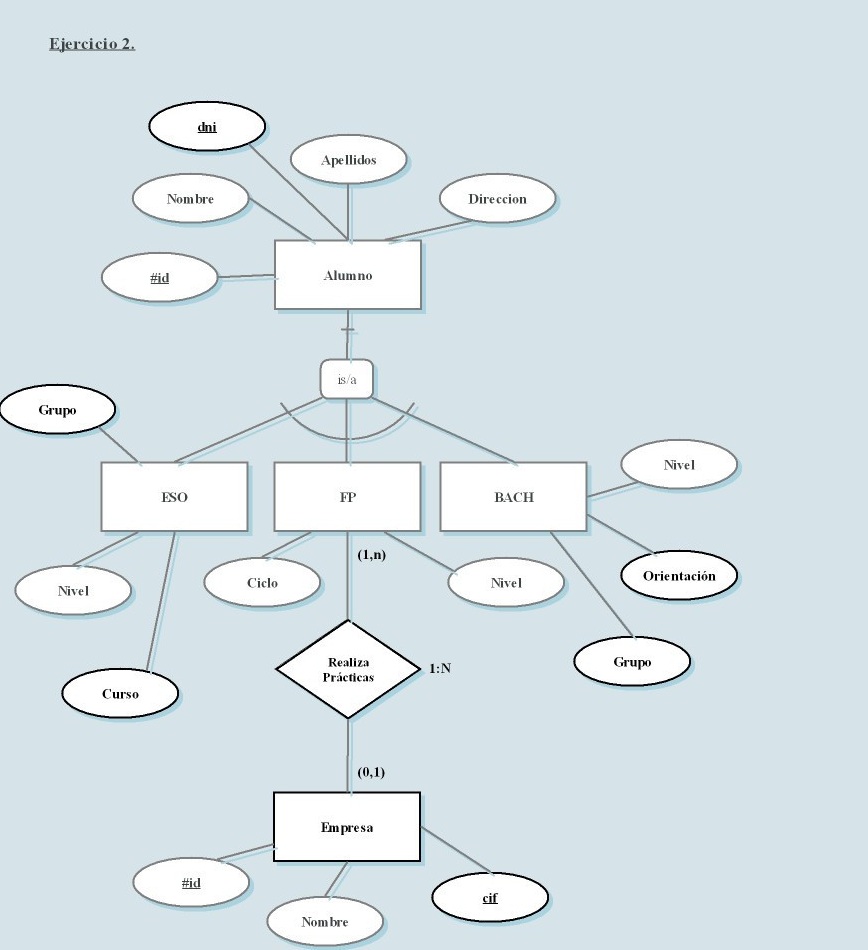 Ejercicio 2.
dni
Apellidos
Nombre
Direccion
#id
Alumno
is/a
Grupo
ESO
FP
BACH
Nivel
(1,n)
Nivel
Ciclo
Nivel
Orientación
Realiza
Prácticas
1:N
Grupo
Curso
(0,1)
Empresa
#id
Nombre
cif